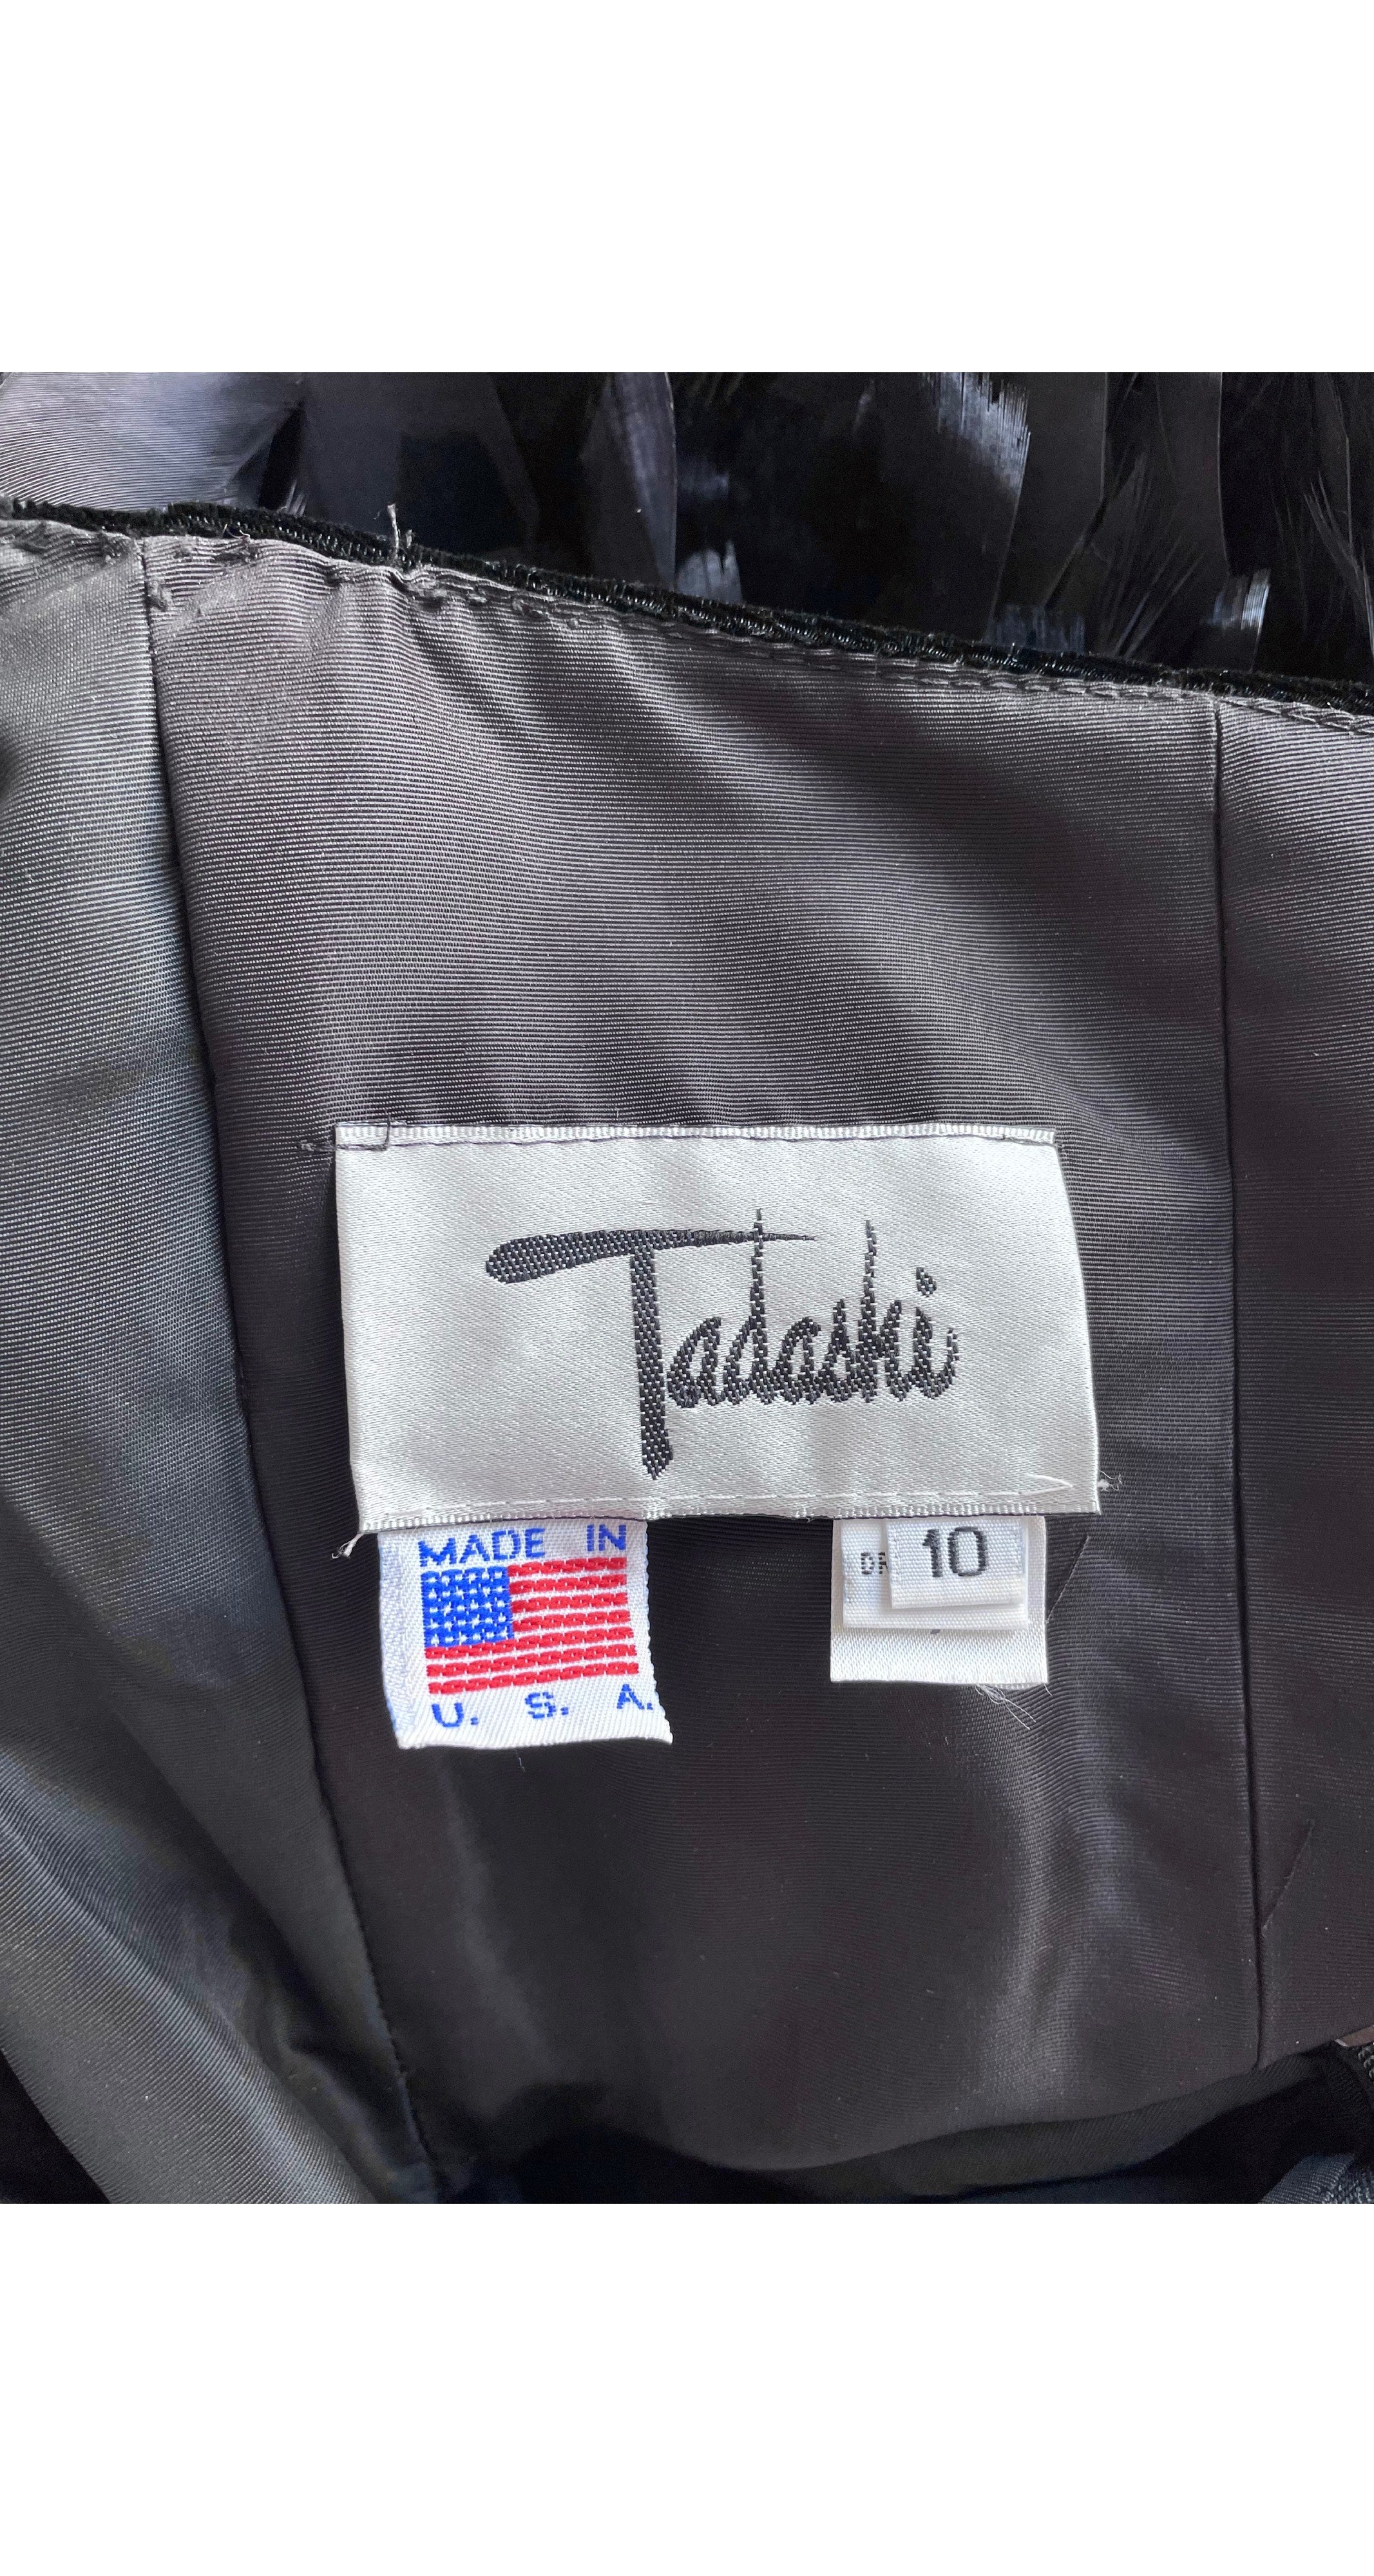 Tadashi
MADE IN
U. S. A.
10